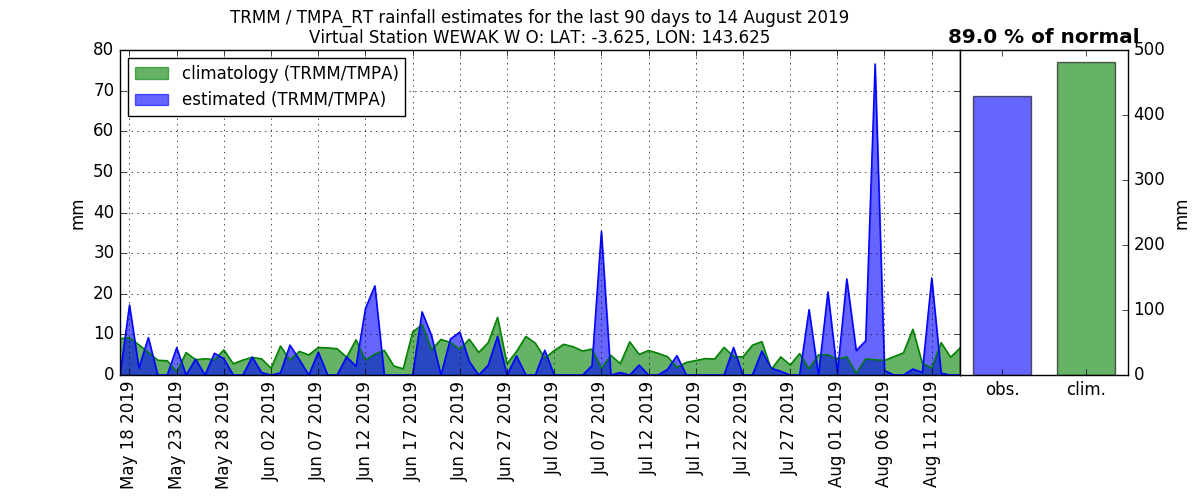 TRMM / TMPA_RT rainfall estimates for the last 90 days to 14 August 2019
Virtual Station WEWAK W O: LAT: -3.625, LON: 143.625
89.0 % of normal
climatology (TRMM/TMPA)
estimated (TRMM/TMPA)
80
70
60
50
40
30
20
10
0
mm
May 18 2019
May 23 2019
May 28 2019
Jun 02 2019
Jun 07 2019
Jun 12 2019
Jun 17 2019
Jun 22 2019
Jun 27 2019
Jul 02 2019
Jul 07 2019
Jul 12 2019
Jul 17 2019
Jul 22 2019
Jul 27 2019
Aug 01 2019
Aug 06 2019
Aug 11 2019
500
400
300
200
100
0
mm
obs.
clim.